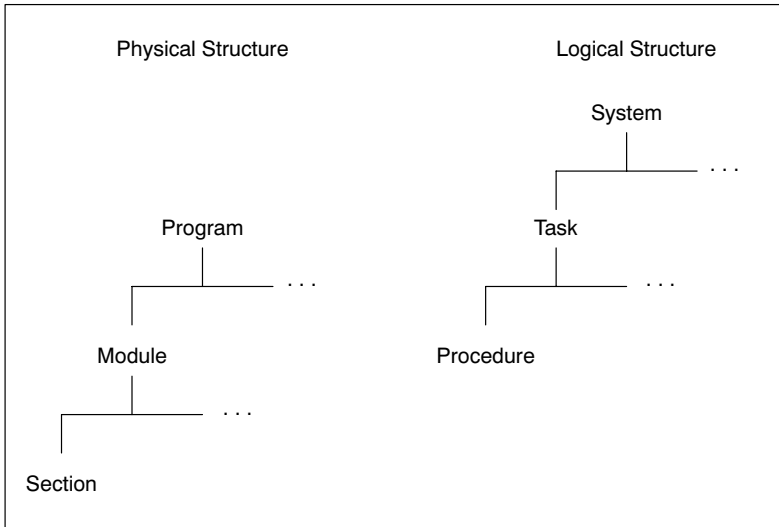 Physical Structure
Logical Structure
System
. . .
Program
Task
. . .
. . .
Module
Procedure
. . .
Section